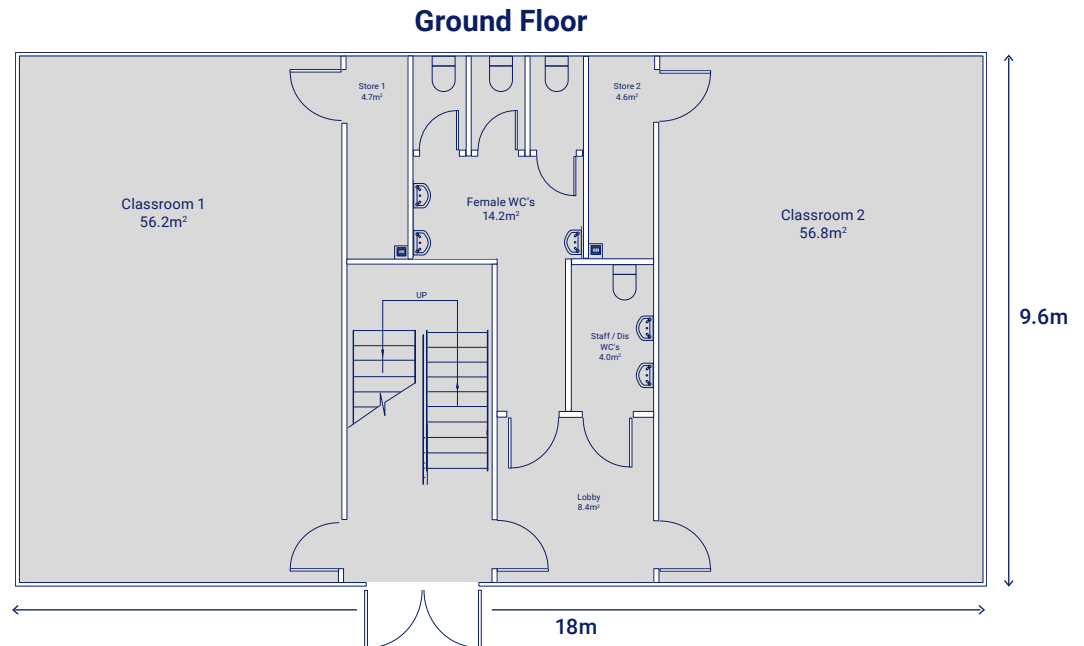 Ground Floor
Store 1
4.7m²
Store 2
4.6m²
Classroom 1
56.2m²
Female WC's
14.2m²
Classroom 2
56.8m²
UP
9.6m
Staff / Dis
WC's
4.0m²
Lobby
8.4m²
18m